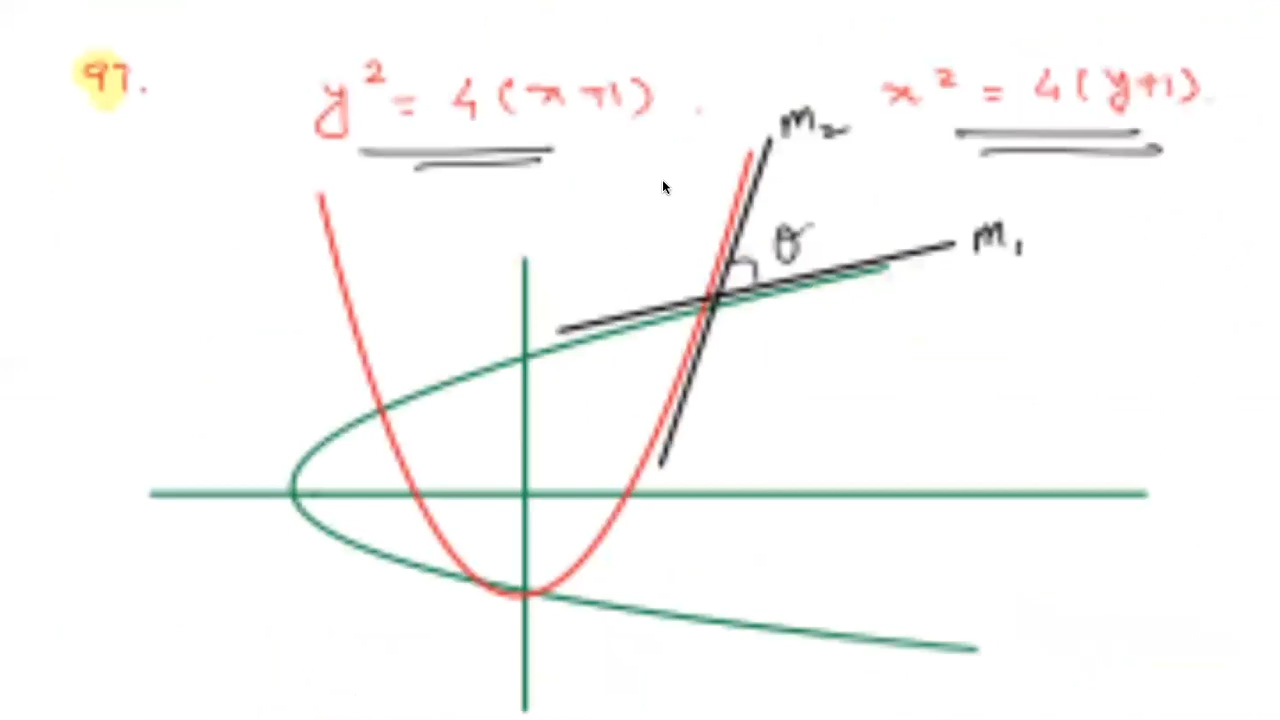 97. y² = 4(x+1). x² = 4(y+1).
m₂
θ
m₁